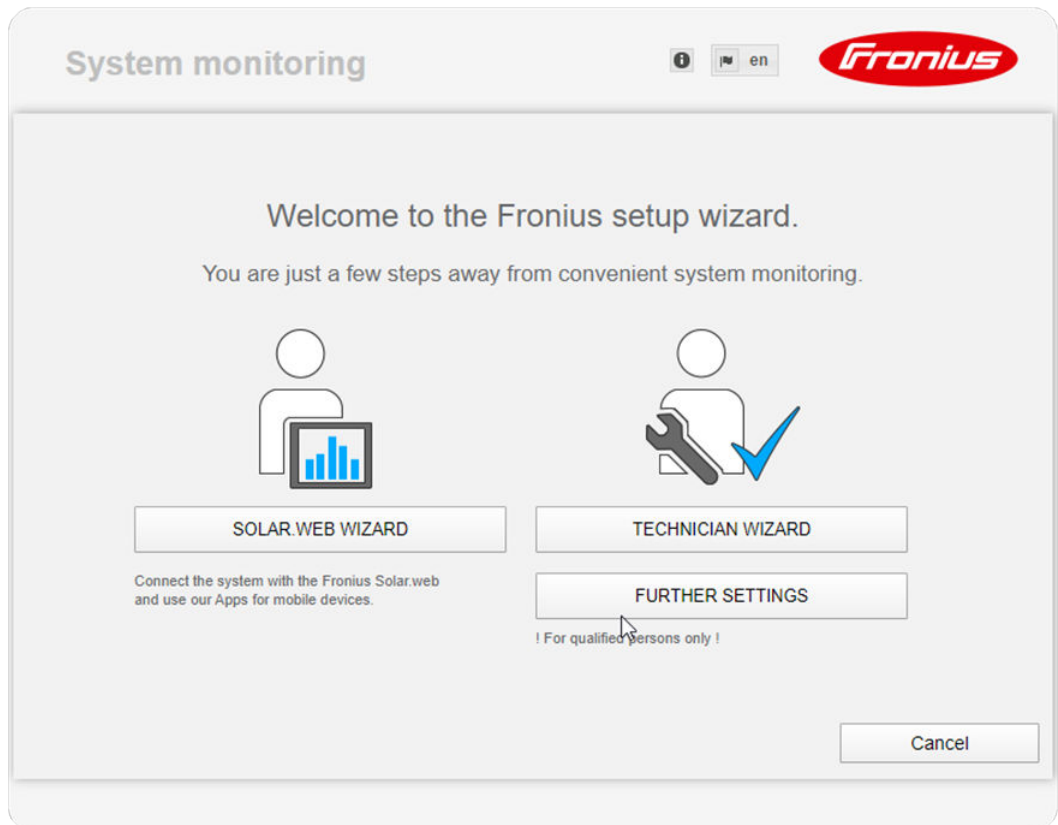 System monitoring
en
Fronius
Welcome to the Fronius setup wizard.
You are just a few steps away from convenient system monitoring.
SOLAR.WEB WIZARD
Connect the system with the Fronius Solar.web
and use our Apps for mobile devices.
TECHNICIAN WIZARD
FURTHER SETTINGS
! For qualified persons only !
Cancel